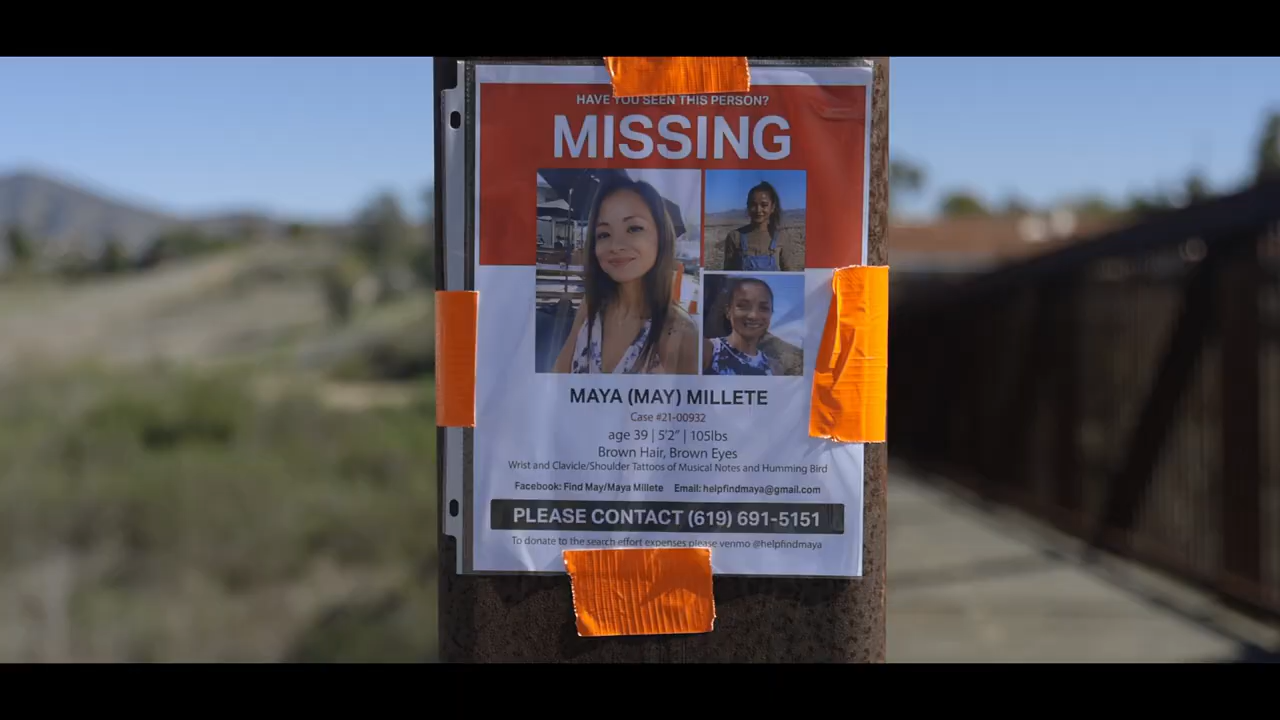 HAVE YOU SEEN THIS PERSON?
MISSING
MAYA (MAY) MILLETE
Case #21-00932
age 39 | 5'2" | 105lbs
Brown Hair, Brown Eyes
Wrist and Clavicle/Shoulder Tattoos of Musical Notes and Humming Bird
Facebook: Find May/Maya Millete Email: helpfindmaya@gmail.com
PLEASE CONTACT (619) 691-5151
To donate to the search effort expenses please venmo @helpfindmaya